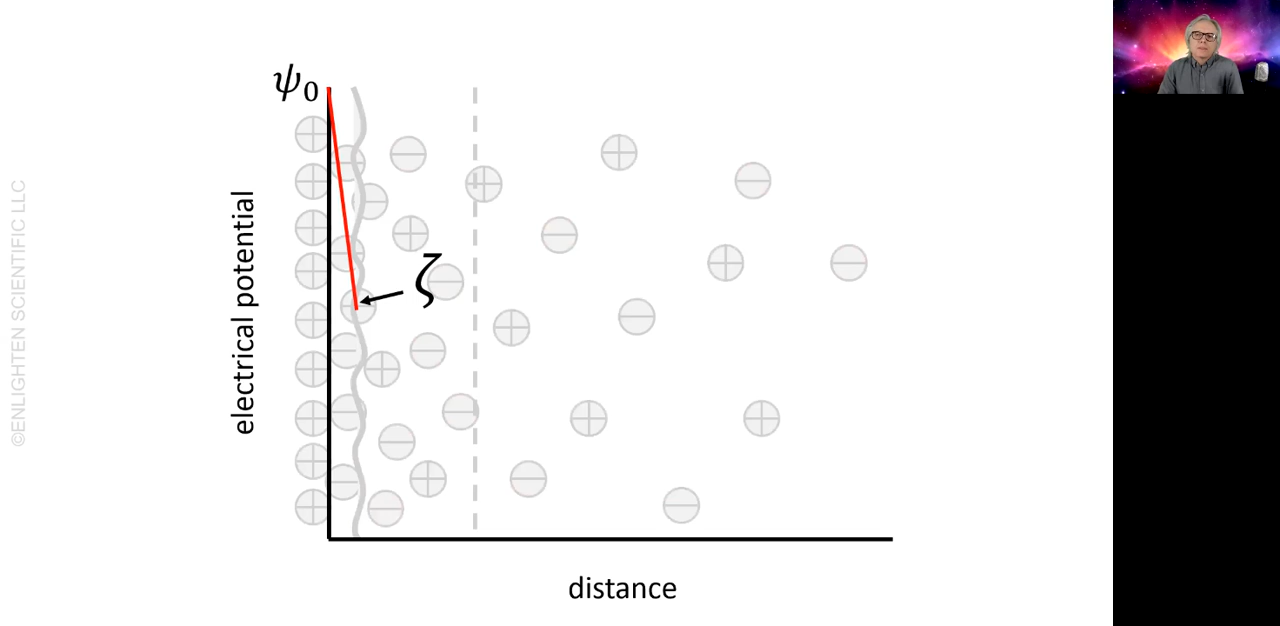 ψ0
ζ
electrical potential
distance
©ENLIGHTEN SCIENTIFIC LLC